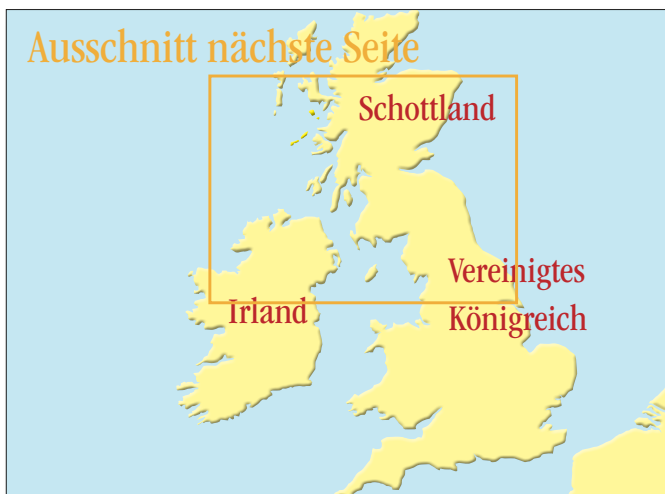 Ausschnitt nächste Seite
Schottland
Vereinigtes
Königreich
Irland